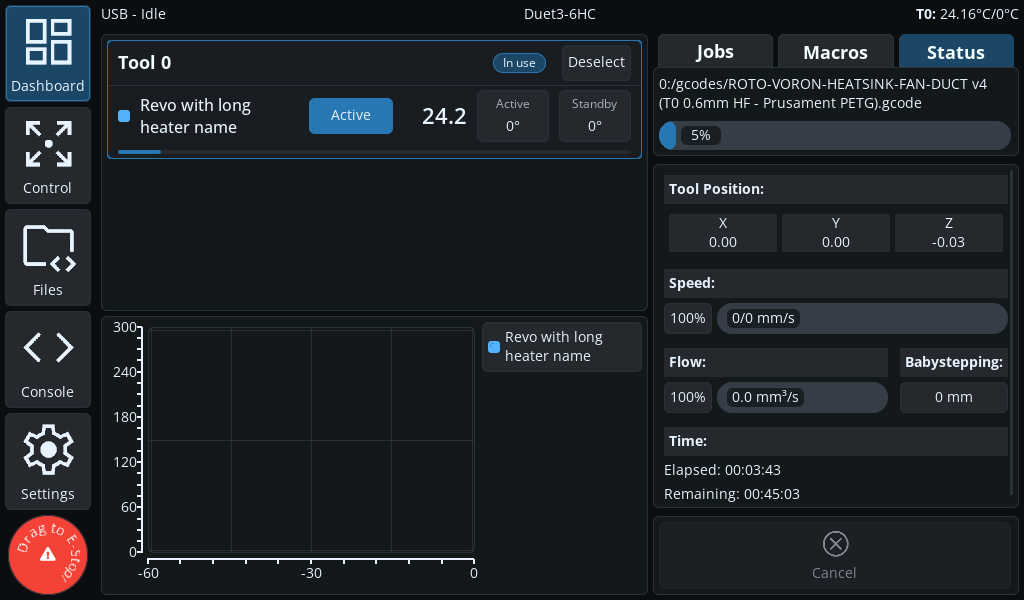 USB - Idle
Duet3-6HC
T0: 24.16°C/0°C
Dashboard
Control
Files
Console
Settings
Drag to E-Stop!
Tool 0
In use
Deselect
Revo with long
heater name
Active
24.2
Active
0°
Standby
0°
300
240
180
120
60
0
-60
-30
0
Revo with long
heater name
Jobs
Macros
Status
0:/gcodes/ROTO-VORON-HEATSINK-FAN-DUCT v4
(T0 0.6mm HF - Prusament PETG).gcode
5%
Tool Position:
X
0.00
Y
0.00
Z
-0.03
Speed:
100%
0/0 mm/s
Flow:
100%
0.0 mm³/s
Babystepping:
0 mm
Time:
Elapsed: 00:03:43
Remaining: 00:45:03
Cancel